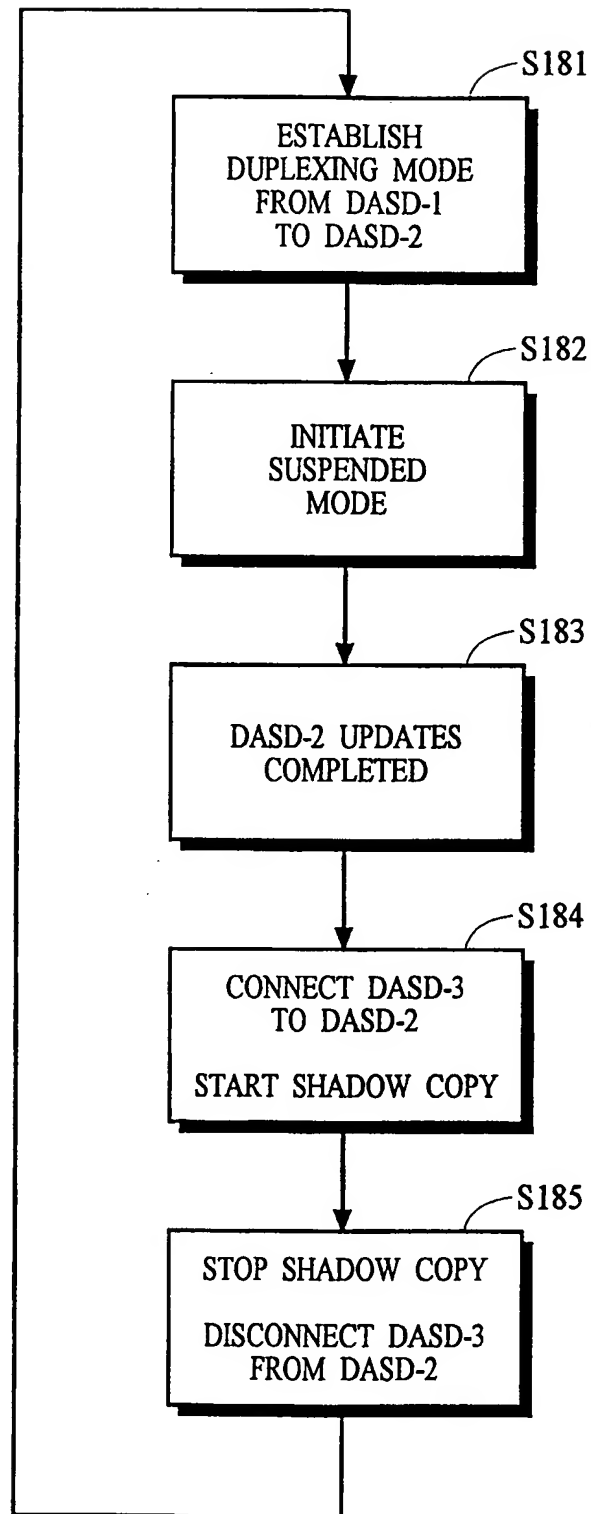 S181
ESTABLISH
DUPLEXING MODE
FROM DASD-1
TO DASD-2
S182
INITIATE
SUSPENDED
MODE
S183
DASD-2 UPDATES
COMPLETED
S184
CONNECT DASD-3
TO DASD-2
START SHADOW COPY
S185
STOP SHADOW COPY
DISCONNECT DASD-3
FROM DASD-2